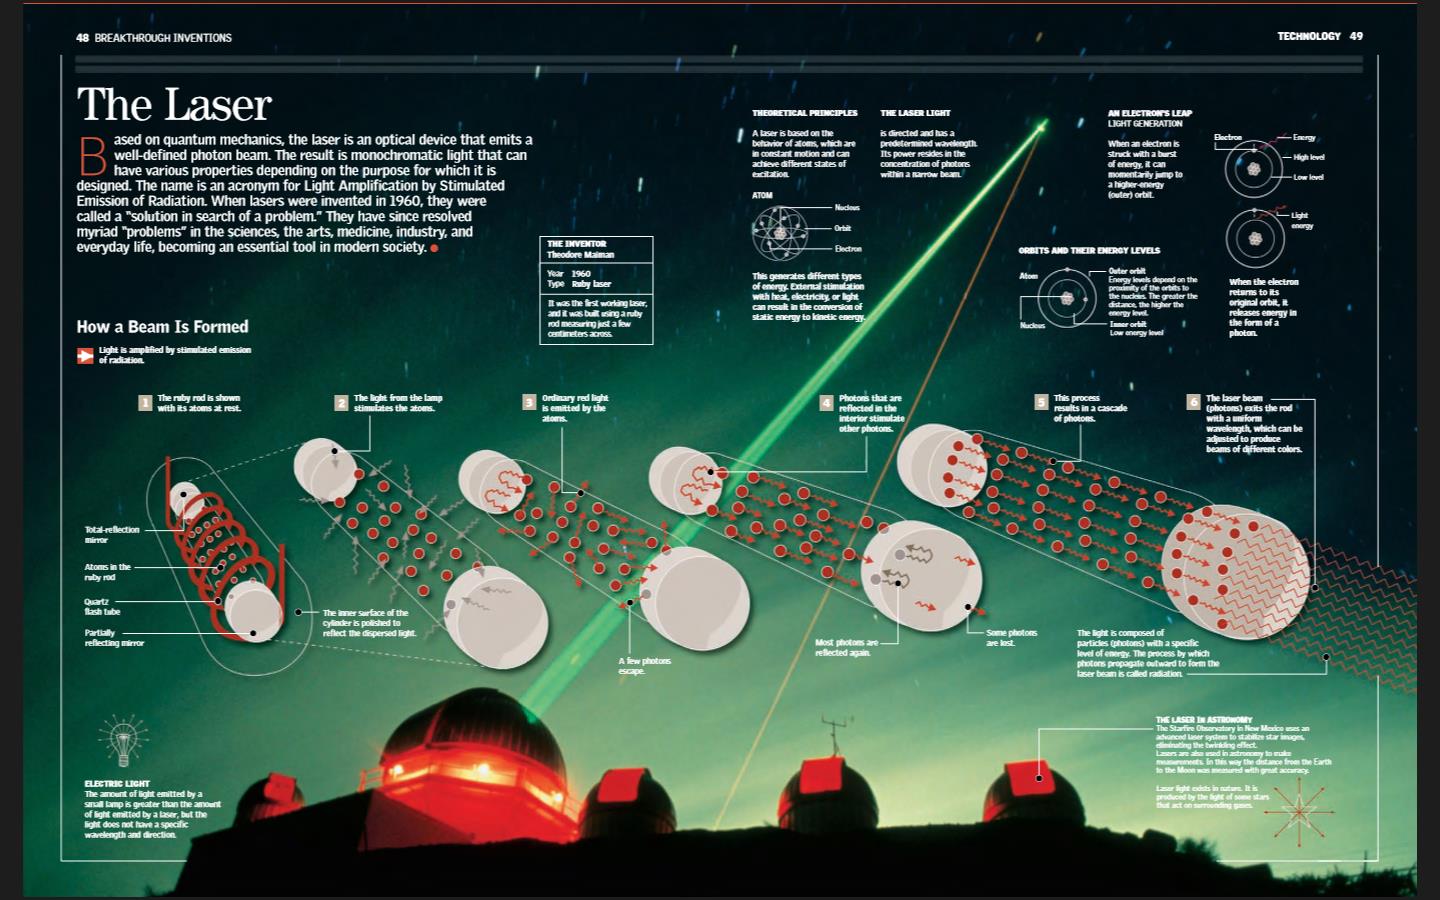 48 BREAKTHROUGH INVENTIONS
TECHNOLOGY 49
The Laser
Based on quantum mechanics, the laser is an optical device that emits a
well-defined photon beam. The result is monochromatic light that can
have various properties depending on the purpose for which it is
designed. The name is an acronym for Light Amplification by Stimulated
Emission of Radiation. When lasers were invented in 1960, they were
called a "solution in search of a problem." They have since resolved
myriad "problems" in the sciences, the arts, medicine, industry, and
everyday life, becoming an essential tool in modern society.
THE INVENTOR
Theodore Maiman
Year 1960
Type Ruby laser
It was the first working laser,
and it was built using a ruby
rod measuring just a few
centimeters across.
THEORETICAL PRINCIPLES
A laser is based on the
behavior of atoms, which are
in constant motion and can
achieve different states of
excitation.
ATOM
Nucleus
Orbit
Electron
This generates different types
of energy. External stimulation
with heat, electricity, or light
can result in the conversion of
static energy to kinetic energy.
THE LASER LIGHT
is directed and has a
predetermined wavelength.
Its power resides in the
concentration of photons
within a narrow beam.
AN ELECTRON'S LEAP
LIGHT GENERATION
When an electron is
struck with a burst
of energy, it can
momentarily jump to
a higher-energy
(outer) orbit.
Electron
Energy
High level
Low level
Light
energy
When the electron
returns to its
original orbit, it
releases energy in
the form of a
photon.
ORBITS AND THEIR ENERGY LEVELS
Atom
Nucleus
Outer orbit
Energy levels depend on the
proximity of the orbits to
the nucleus. The greater the
distance, the higher the
energy level.
Inner orbit
Low energy level
How a Beam Is Formed
Light is amplified by stimulated emission
of radiation.
1 The ruby rod is shown
with its atoms at rest.
2 The light from the lamp
stimulates the atoms.
3 Ordinary red light
is emitted by the
atoms.
4 Photons that are
reflected in the
interior stimulate
other photons.
5 This process
results in a cascade
of photons.
6 The laser beam
(photons) exits the rod
with a uniform
wavelength, which can be
adjusted to produce
beams of different colors.
Total-reflection
mirror
Atoms in the
ruby rod
Quartz
flash tube
Partially
reflecting mirror
The inner surface of the
cylinder is polished to
reflect the dispersed light.
A few photons
escape.
Most photons are
reflected again.
Some photons
are lost.
The light is composed of
particles (photons) with a specific
level of energy. The process by which
photons propagate outward to form the
laser beam is called radiation.
ELECTRIC LIGHT
The amount of light emitted by a
small lamp is greater than the amount
of light emitted by a laser, but the
light does not have a specific
wavelength and direction.
THE LASER IN ASTRONOMY
The Starfire Observatory in New Mexico uses an
advanced laser system to stabilize star images,
eliminating the twinkling effect.
Lasers are also used in astronomy to make
measurements. In this way the distance from the Earth
to the Moon was measured with great accuracy.
Laser light exists in nature. It is
produced by the light of some stars
that act on surrounding gases.